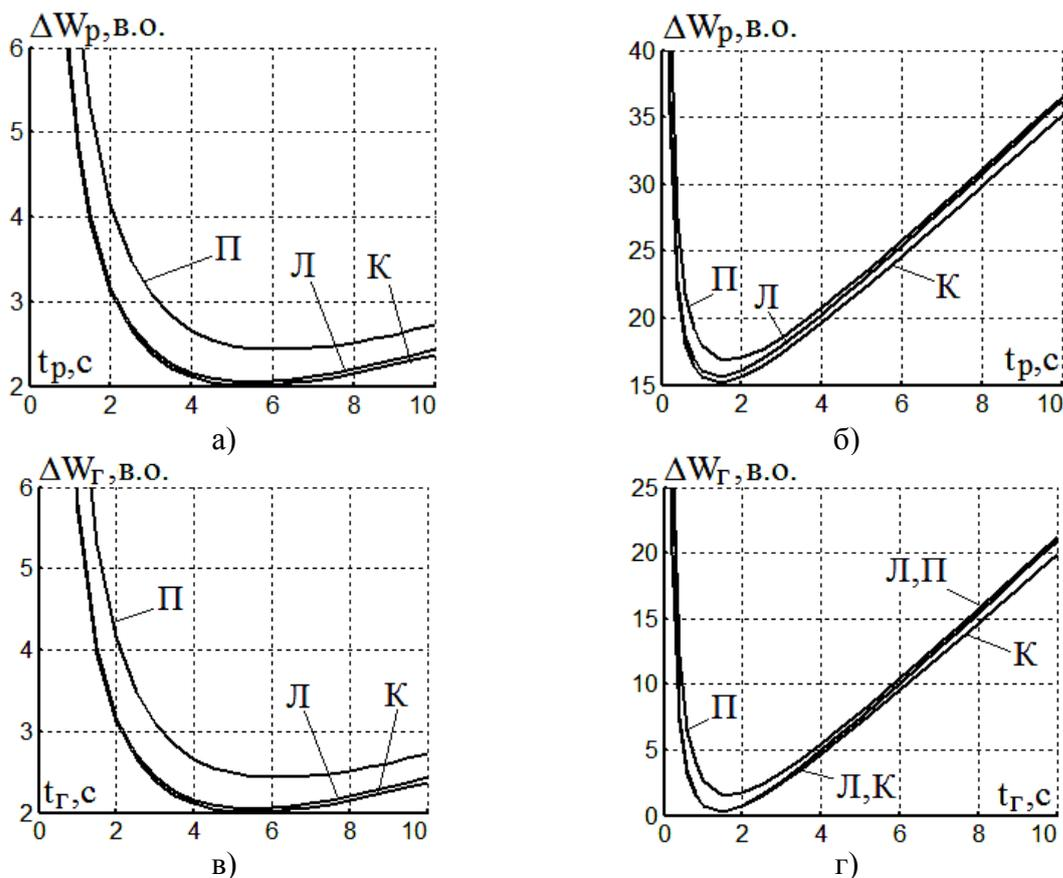 ΔWр,в.о.
6
5
4
3
2
П
Л
К
tр,с
0 2 4 6 8 10
а)
ΔWр,в.о.
40
35
30
25
20
15
П
Л
К
tр,с
0 2 4 6 8 10
б)
ΔWг,в.о.
6
5
4
3
2
П
Л
К
tг,с
0 2 4 6 8 10
в)
ΔWг,в.о.
25
20
15
10
5
0
Л,П
К
П
Л,К
tг,с
0 2 4 6 8 10
г)